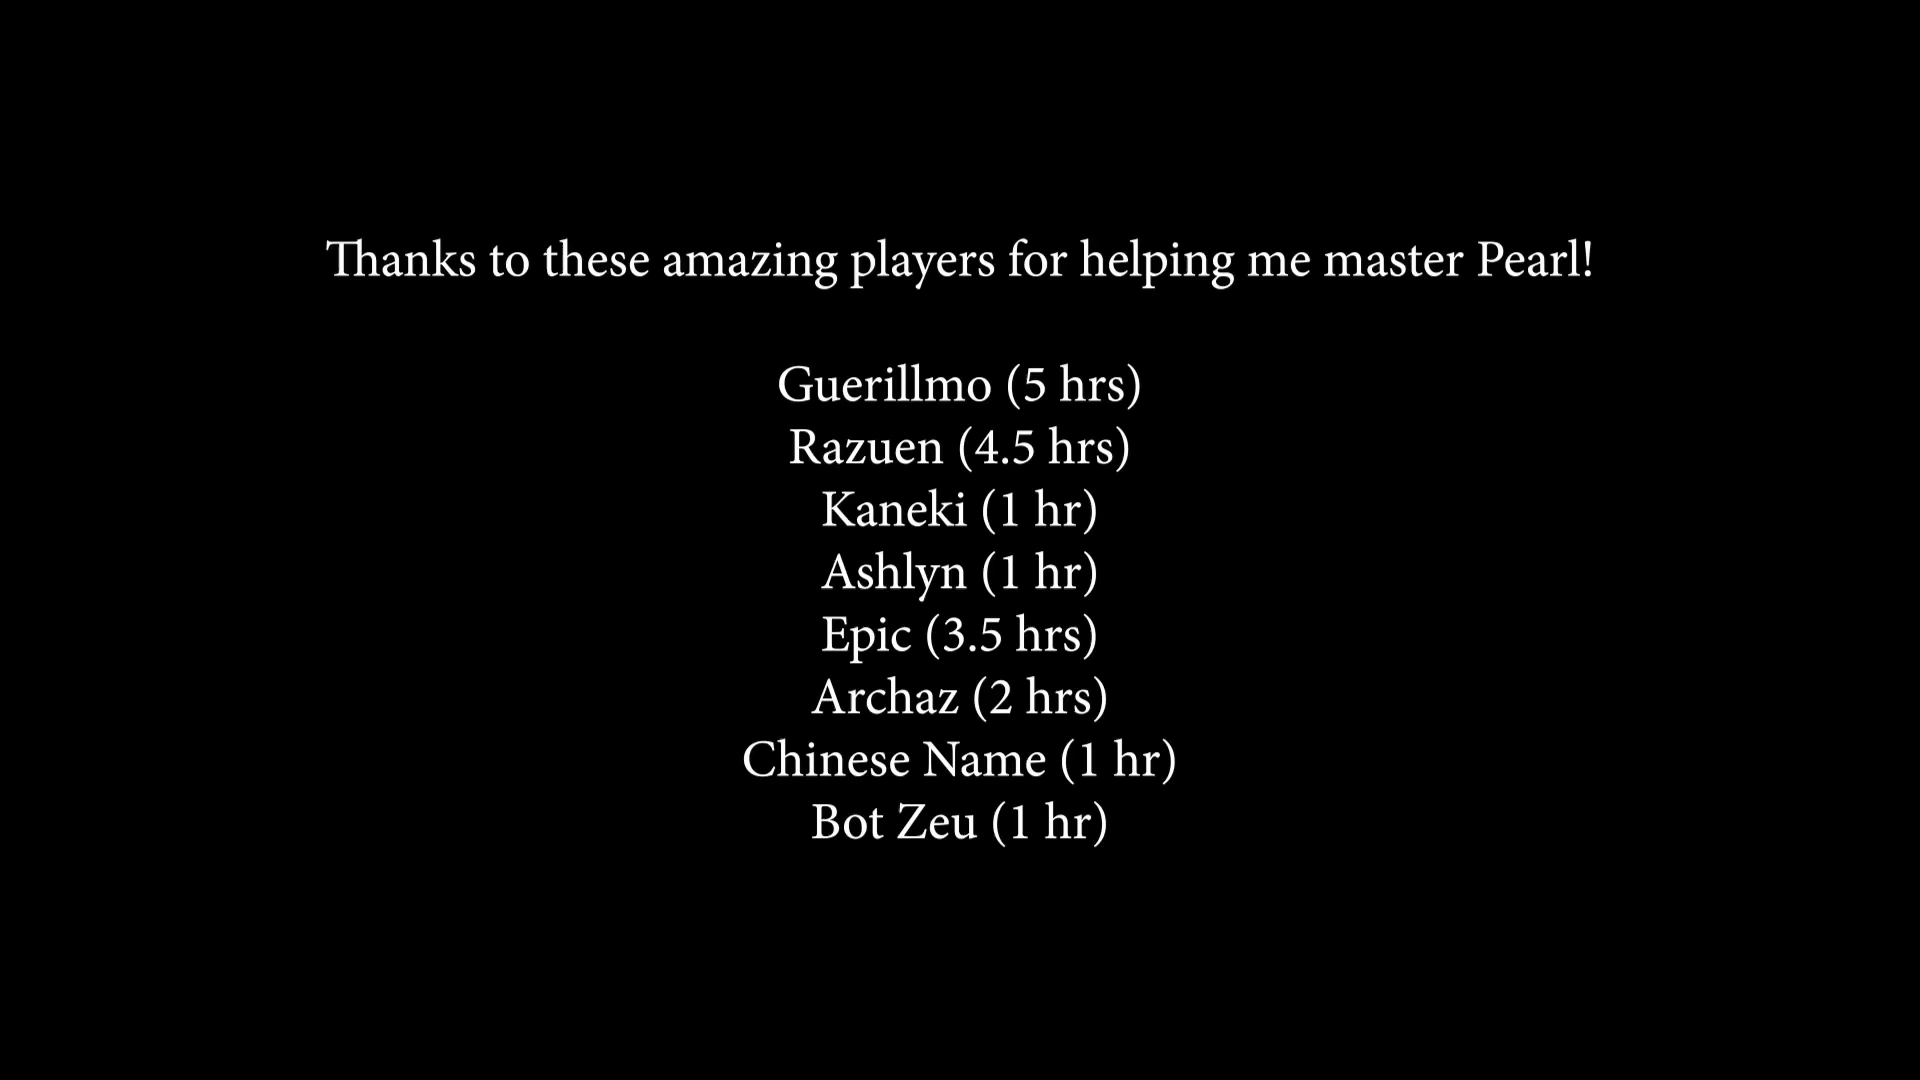 Thanks to these amazing players for helping me master Pearl!
Guerillmo (5 hrs)
Razuen (4.5 hrs)
Kaneki (1 hr)
Ashlyn (1 hr)
Epic (3.5 hrs)
Archaz (2 hrs)
Chinese Name (1 hr)
Bot Zeu (1 hr)